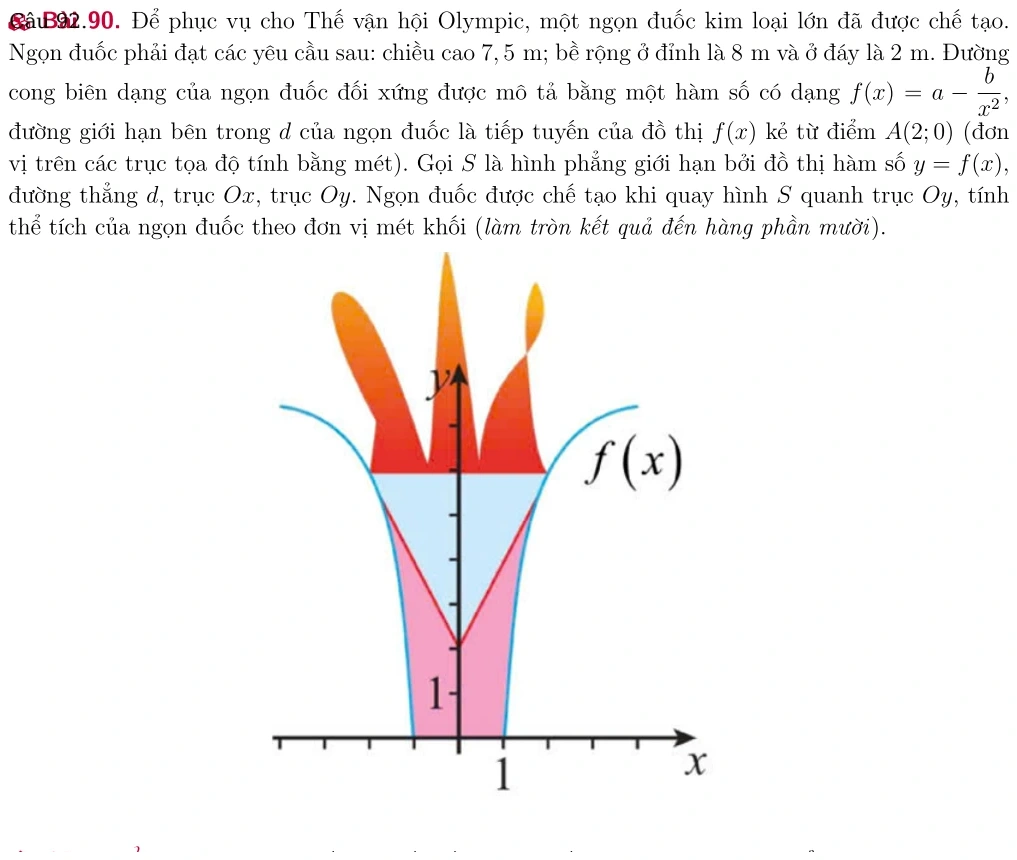 Câu 92.90. Để phục vụ cho Thế vận hội Olympic, một ngọn đuốc kim loại lớn đã được chế tạo.
Ngọn đuốc phải đạt các yêu cầu sau: chiều cao 7,5 m; bề rộng ở đỉnh là 8 m và ở đáy là 2 m. Đường
cong biên dạng của ngọn đuốc đối xứng được mô tả bằng một hàm số có dạng f(x) = a − b/x²,
đường giới hạn bên trong d của ngọn đuốc là tiếp tuyến của đồ thị f(x) kẻ từ điểm A(2;0) (đơn
vị trên các trục tọa độ tính bằng mét). Gọi S là hình phẳng giới hạn bởi đồ thị hàm số y = f(x),
đường thẳng d, trục Ox, trục Oy. Ngọn đuốc được chế tạo khi quay hình S quanh trục Oy, tính
thể tích của ngọn đuốc theo đơn vị mét khối (làm tròn kết quả đến hàng phần mười).
y
f(x)
1
1
x